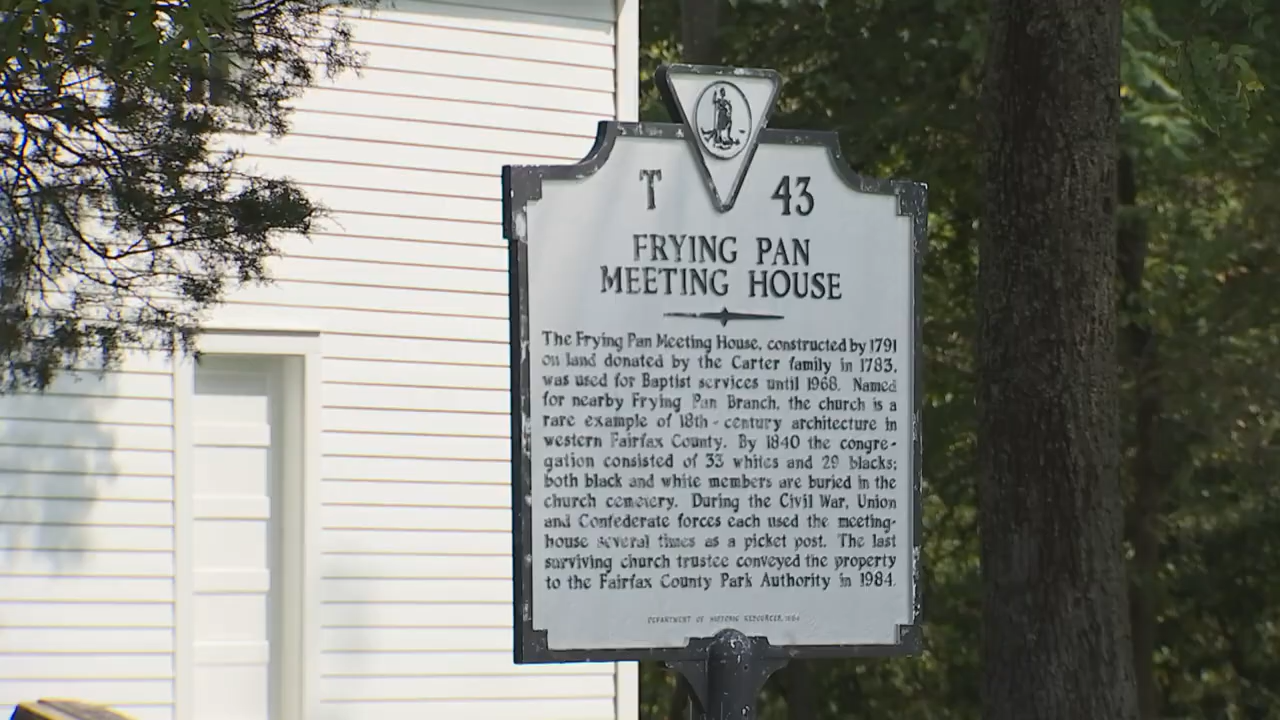 T 43
FRYING PAN
MEETING HOUSE
The Frying Pan Meeting House, constructed by 1791
on land donated by the Carter family in 1783,
was used for Baptist services until 1968. Named
for nearby Frying Pan Branch, the church is a
rare example of 18th-century architecture in
western Fairfax County. By 1840 the congre-
gation consisted of 33 whites and 29 blacks;
both black and white members are buried in the
church cemetery. During the Civil War, Union
and Confederate forces each used the meeting-
house several times as a picket post. The last
surviving church trustee conveyed the property
to the Fairfax County Park Authority in 1984.
DEPARTMENT OF HISTORIC RESOURCES,